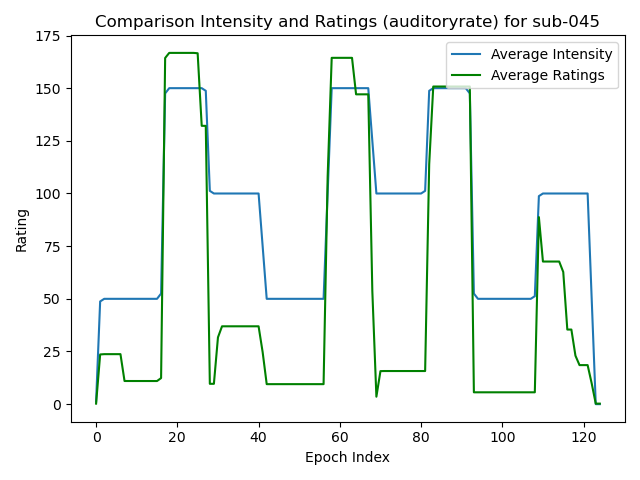 Comparison Intensity and Ratings (auditoryrate) for sub-045
Average Intensity
Average Ratings
Rating
175
150
125
100
75
50
25
0
0 20 40 60 80 100 120
Epoch Index